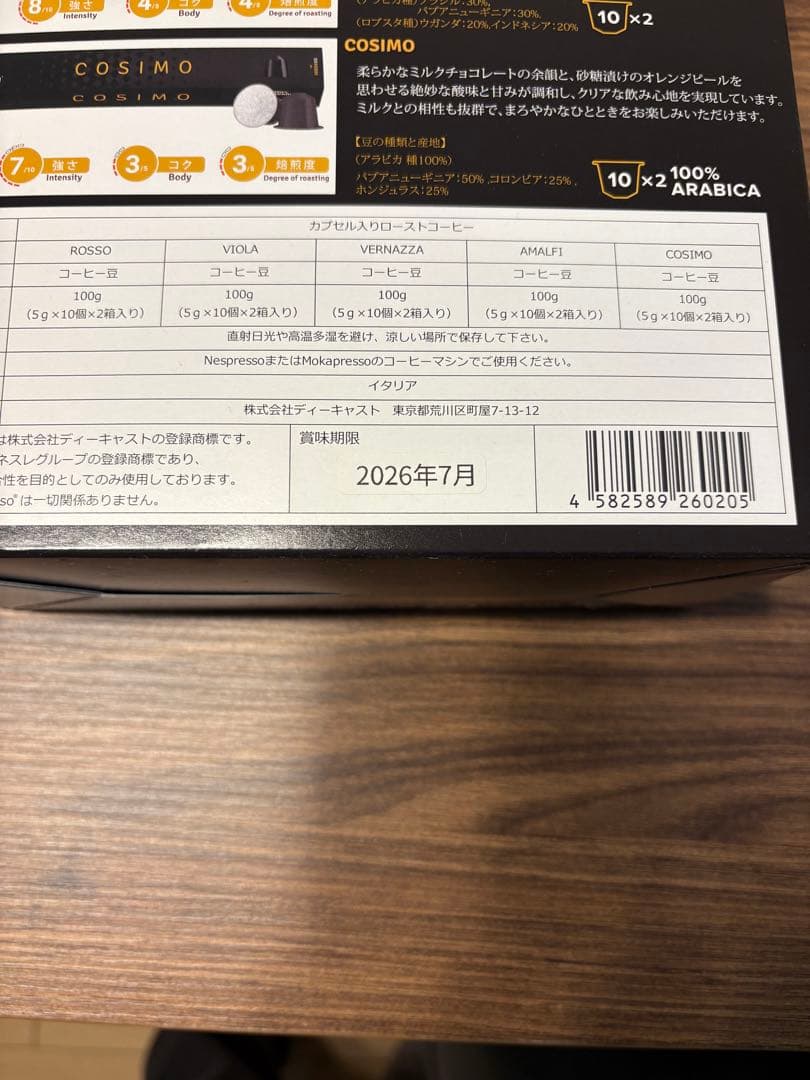 8/10 強さ Intensity
4/5 コク Body
4/5 焙煎度 Degree of roasting
パプアニューギニア:30%、
(ロブスタ種)ウガンダ:20%、インドネシア:20%
10×2
COSIMO
COSIMO
COSIMO
柔らかなミルクチョコレートの余韻と、砂糖漬けのオレンジピールを
思わせる絶妙な酸味と甘みが調和し、クリアな飲み心地を実現しています。
ミルクとの相性も抜群で、まろやかなひとときをお楽しみいただけます。
7/10 強さ Intensity
3/5 コク Body
3/5 焙煎度 Degree of roasting
【豆の種類と産地】
(アラビカ 種100%)
パプアニューギニア:50% ,コロンビア:25% ,
ホンジュラス:25%
10×2 100% ARABICA
カプセル入りローストコーヒー
ROSSO VIOLA VERNAZZA AMALFI COSIMO
コーヒー豆 コーヒー豆 コーヒー豆 コーヒー豆 コーヒー豆
100g 100g 100g 100g 100g
(5g×10個×2箱入り) (5g×10個×2箱入り) (5g×10個×2箱入り) (5g×10個×2箱入り) (5g×10個×2箱入り)
直射日光や高温多湿を避け、涼しい場所で保存して下さい。
NespressoまたはMokapressoのコーヒーマシンでご使用ください。
イタリア
株式会社ディーキャスト 東京都荒川区町屋7-13-12
は株式会社ディーキャストの登録商標です。
ネスレグループの登録商標であり、
性を目的としてのみ使用しております。
so®は一切関係ありません。
賞味期限
2026年7月
4 582589 260205